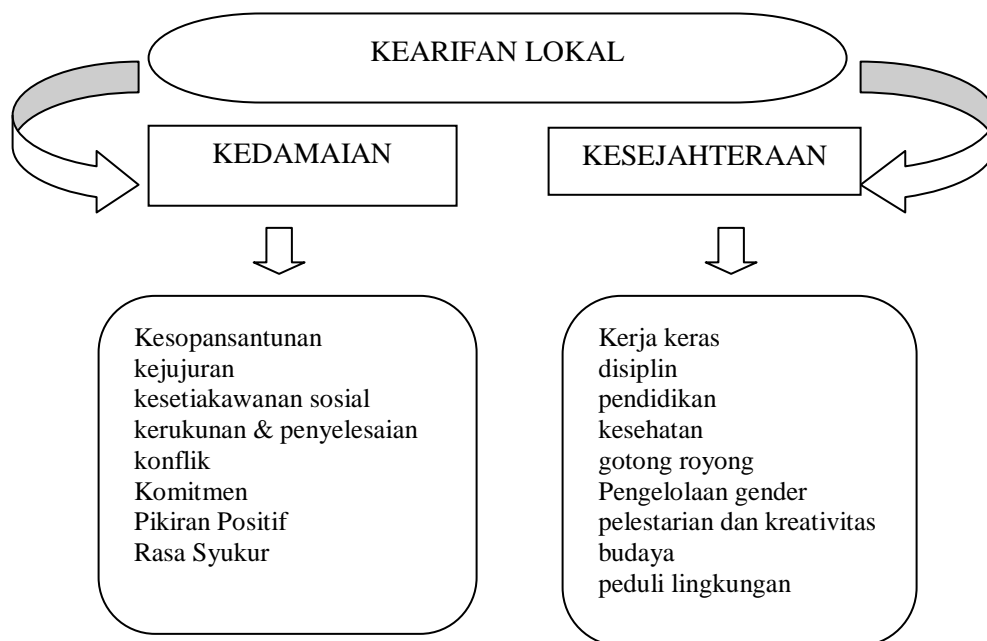 KEARIFAN LOKAL
KEDAMAIAN
KESEJAHTERAAN
Kesopansantunan
kejujuran
kesetiakawanan sosial
kerukunan & penyelesaian
konflik
Komitmen
Pikiran Positif
Rasa Syukur
Kerja keras
disiplin
pendidikan
kesehatan
gotong royong
Pengelolaan gender
pelestarian dan kreativitas
budaya
peduli lingkungan